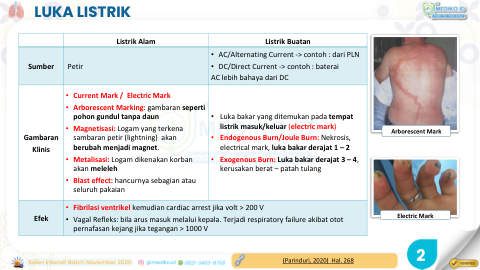 LUKA LISTRIK
Listrik Alam
Listrik Buatan
Sumber
Petir
• AC/Alternating Current -> contoh : dari PLN
• DC/Direct Current -> contoh : baterai
AC lebih bahaya dari DC
Gambaran
Klinis
• Current Mark / Electric Mark
• Arborescent Marking: gambaran seperti
pohon gundul tanpa daun
• Magnetisasi: Logam yang terkena
sambaran petir (lightning) akan
berubah menjadi magnet.
• Metalisasi: Logam dikenakan korban
akan meleleh
• Blast effect: hancurnya sebagian atau
seluruh pakaian
• Luka bakar yang ditemukan pada tempat
listrik masuk/keluar (electric mark)
• Endogenous Burn/Joule Burn: Nekrosis,
electrical mark, luka bakar derajat 1 – 2
• Exogenous Burn: Luka bakar derajat 3 – 4,
kerusakan berat – patah tulang
Efek
• Fibrilasi ventrikel kemudian cardiac arrest jika volt > 200 V
• Vagal Refleks: bila arus masuk melalui kepala. Terjadi respiratory failure akibat otot
pernafasan kejang jika tegangan > 1000 V
Arborescent Mark
Electric Mark
(Parinduri, 2020) Hal. 268
2